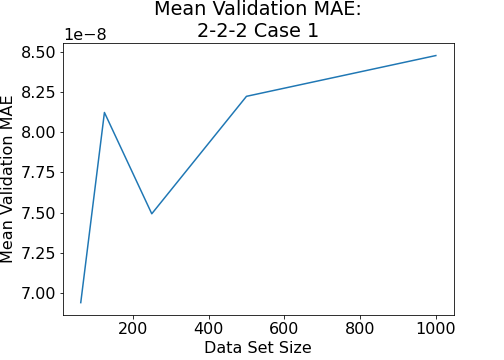 Mean Validation MAE:
2-2-2 Case 1
1e−8
8.50
8.25
8.00
7.75
7.50
7.25
7.00
Mean Validation MAE
200 400 600 800 1000
Data Set Size